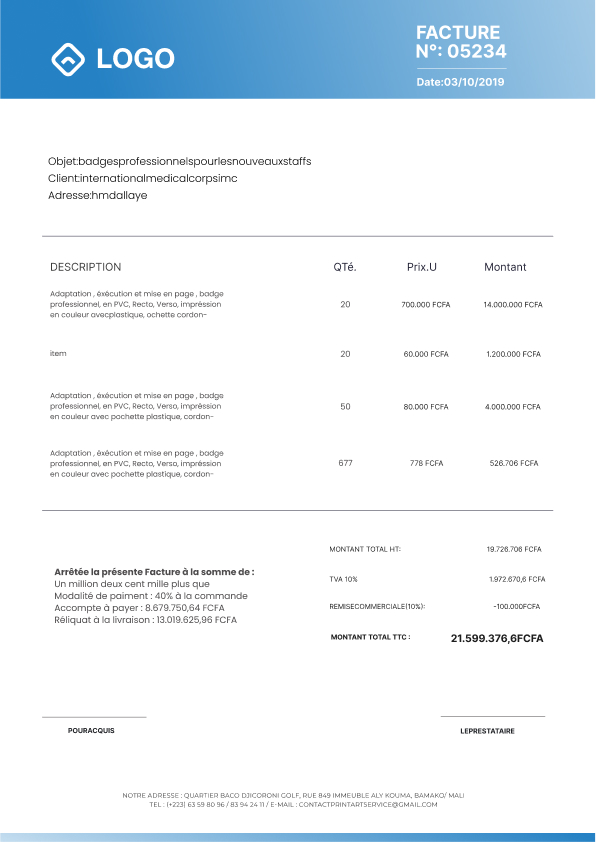 LOGO
FACTURE
N°: 05234
Date:03/10/2019
Objet:badgesprofessionnelspourlesnouveauxstaffs
Client:internationalmedicalcorpsimc
Adresse:hmdallaye
DESCRIPTION QTé. Prix.U Montant
Adaptation , éxécution et mise en page , badge
professionnel, en PVC, Recto, Verso, impréssion
en couleur avecplastique, ochette cordon-
20 700.000 FCFA 14.000.000 FCFA
item 20 60.000 FCFA 1.200.000 FCFA
Adaptation , éxécution et mise en page , badge
professionnel, en PVC, Recto, Verso, impréssion
en couleur avec pochette plastique, cordon-
50 80.000 FCFA 4.000.000 FCFA
Adaptation , éxécution et mise en page , badge
professionnel, en PVC, Recto, Verso, impréssion
en couleur avec pochette plastique, cordon-
677 778 FCFA 526.706 FCFA
MONTANT TOTAL HT: 19.726.706 FCFA
TVA 10% 1.972.670,6 FCFA
REMISECOMMERCIALE(10%): -100.000FCFA
MONTANT TOTAL TTC : 21.599.376,6FCFA
Arrêtée la présente Facture à la somme de :
Un million deux cent mille plus que
Modalité de paiment : 40% à la commande
Accompte à payer : 8.679.750,64 FCFA
Réliquat à la livraison : 13.019.625,96 FCFA
POURACQUIS LEPRESTATAIRE
NOTRE ADRESSE : QUARTIER BACO DJICORONI GOLF, RUE 849 IMMEUBLE ALY KOUMA, BAMAKO/ MALI
TEL : (+223) 63 59 80 96 / 83 94 24 11 / E-MAIL : CONTACTPRINTARTSERVICE@GMAIL.COM